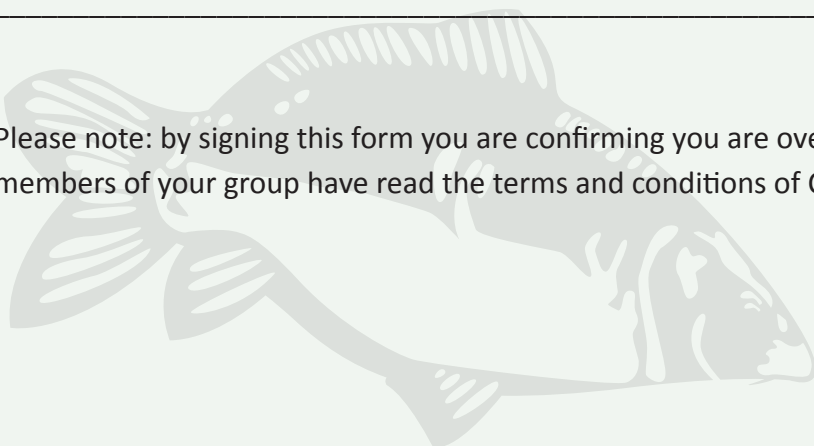 Please note: by signing this form you are confirming you are ove
members of your group have read the terms and conditions of